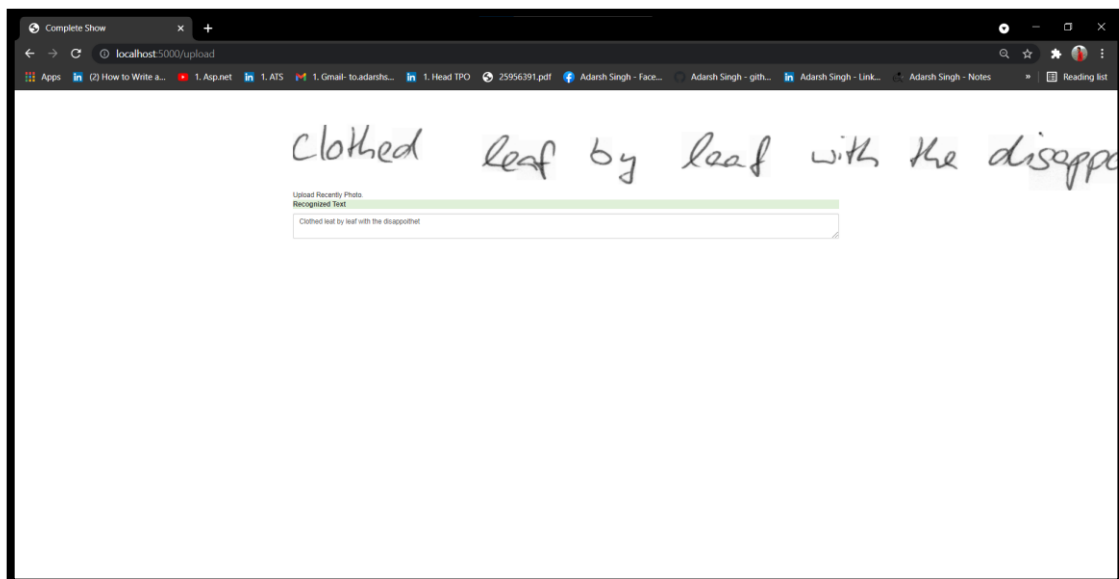 Complete Show
localhost:5000/upload
Apps (2) How to Write a... 1. Asp.net 1. ATS 1. Gmail- to.adarshs... 1. Head TPO 25956391.pdf Adarsh Singh - Face... Adarsh Singh - gith... Adarsh Singh - Link... Adarsh Singh - Notes » Reading list
Clothed leaf by leaf with the disappo
Upload Recently Photo
Recognized Text
Clothed leat by leaf with the disappoithet